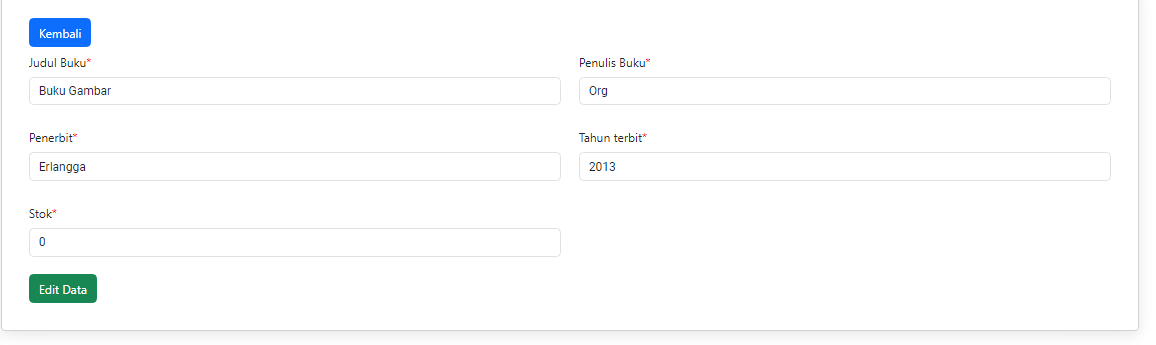 Kembali
Judul Buku*
Penulis Buku*
Buku Gambar
Org
Penerbit*
Tahun terbit*
Erlangga
2013
Stok*
0
Edit Data